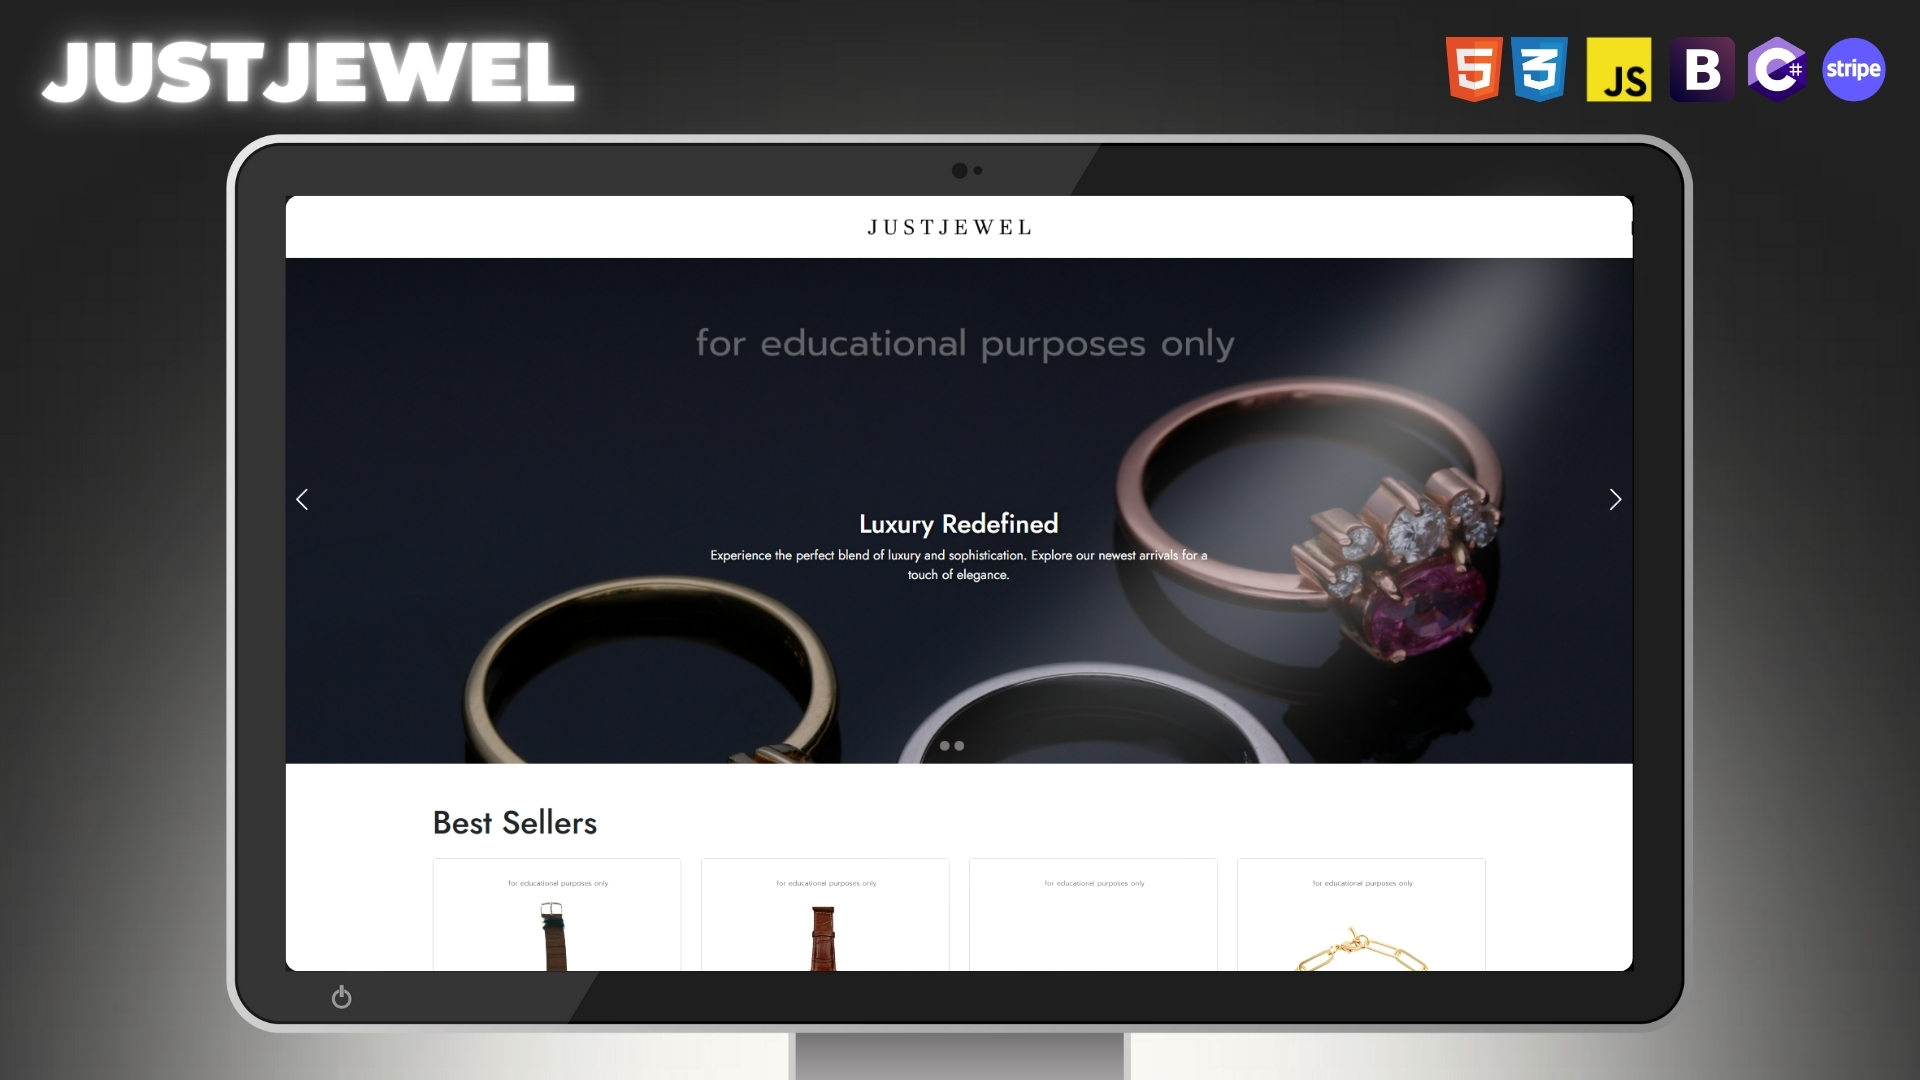 JUSTJEWEL
5 3 JS B C# stripe
JUSTJEWEL
for educational purposes only
Luxury Redefined
Experience the perfect blend of luxury and sophistication. Explore our newest arrivals for a
touch of elegance.
Best Sellers
for educational purposes only
for educational purposes only
for educational purposes only
for educational purposes only